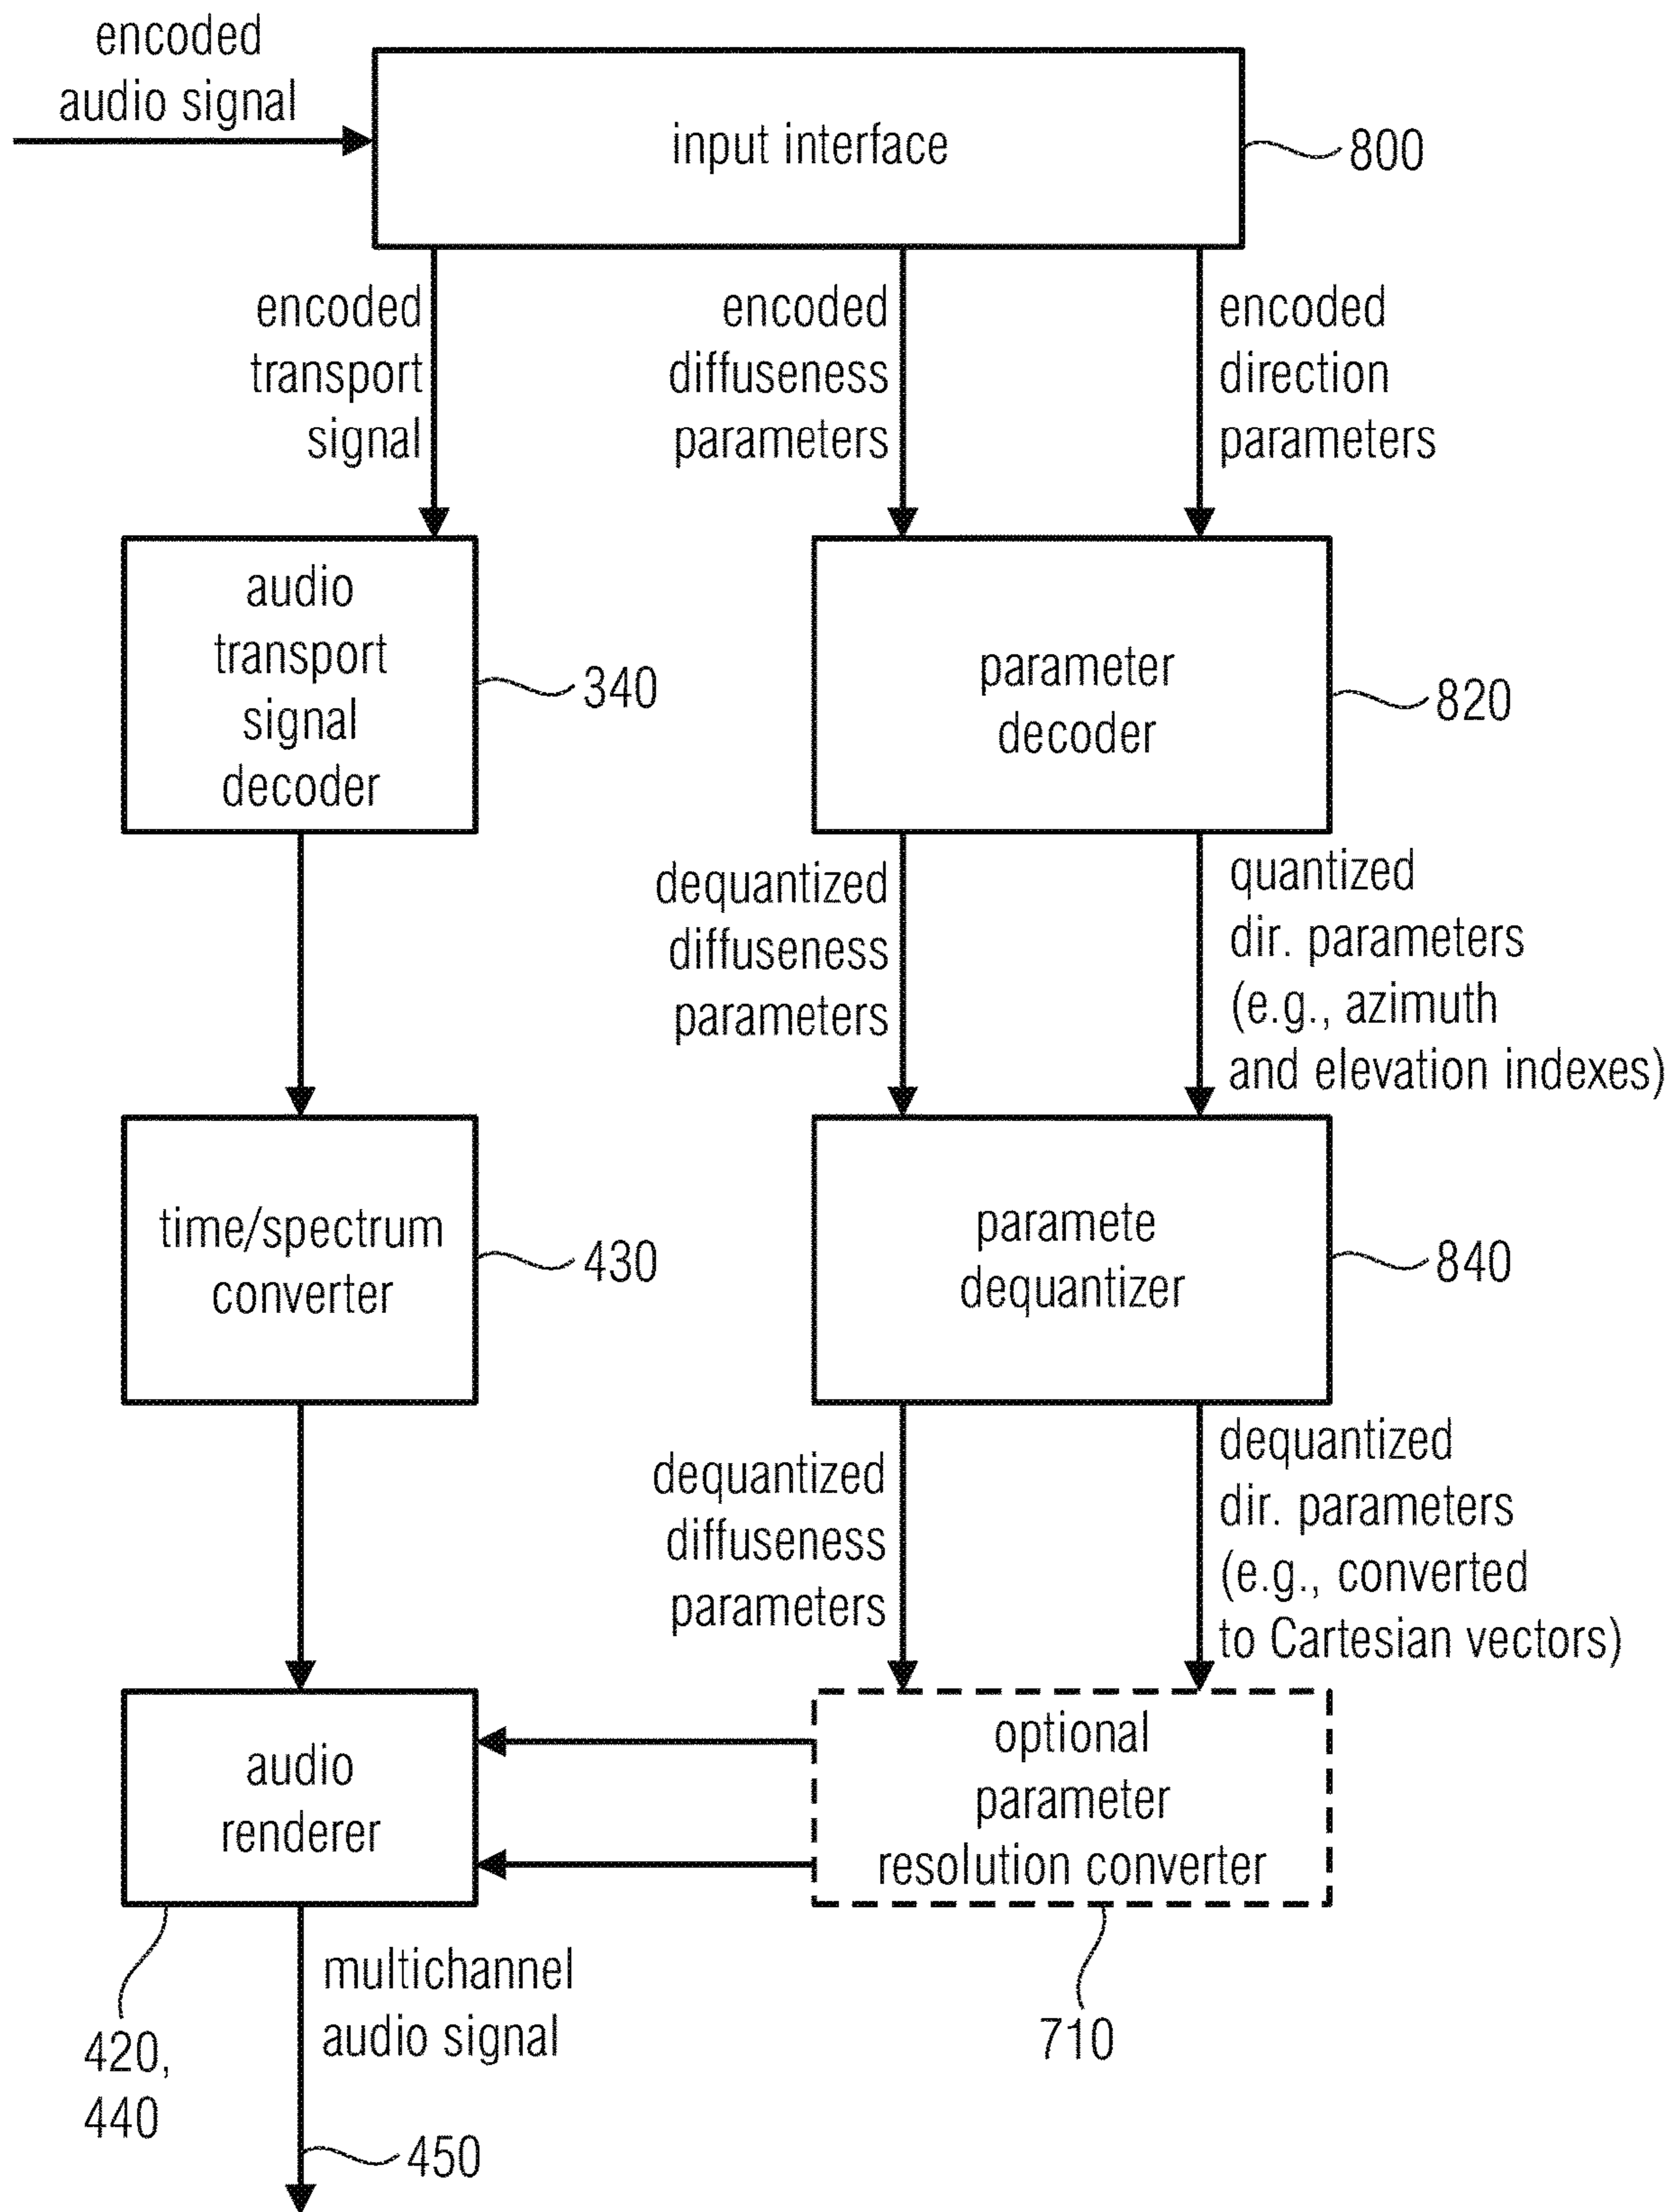 encoded
audio signal
input interface
800
encoded
transport
signal
encoded
diffuseness
parameters
encoded
direction
parameters
audio
transport
signal
decoder
340
parameter
decoder
820
dequantized
diffuseness
parameters
quantized
dir. parameters
(e.g., azimuth
and elevation indexes)
time/spectrum
converter
430
paramete
dequantizer
840
dequantized
diffuseness
parameters
dequantized
dir. parameters
(e.g., converted
to Cartesian vectors)
audio
renderer
optional
parameter
resolution converter
420,
440
multichannel
audio signal
710
450